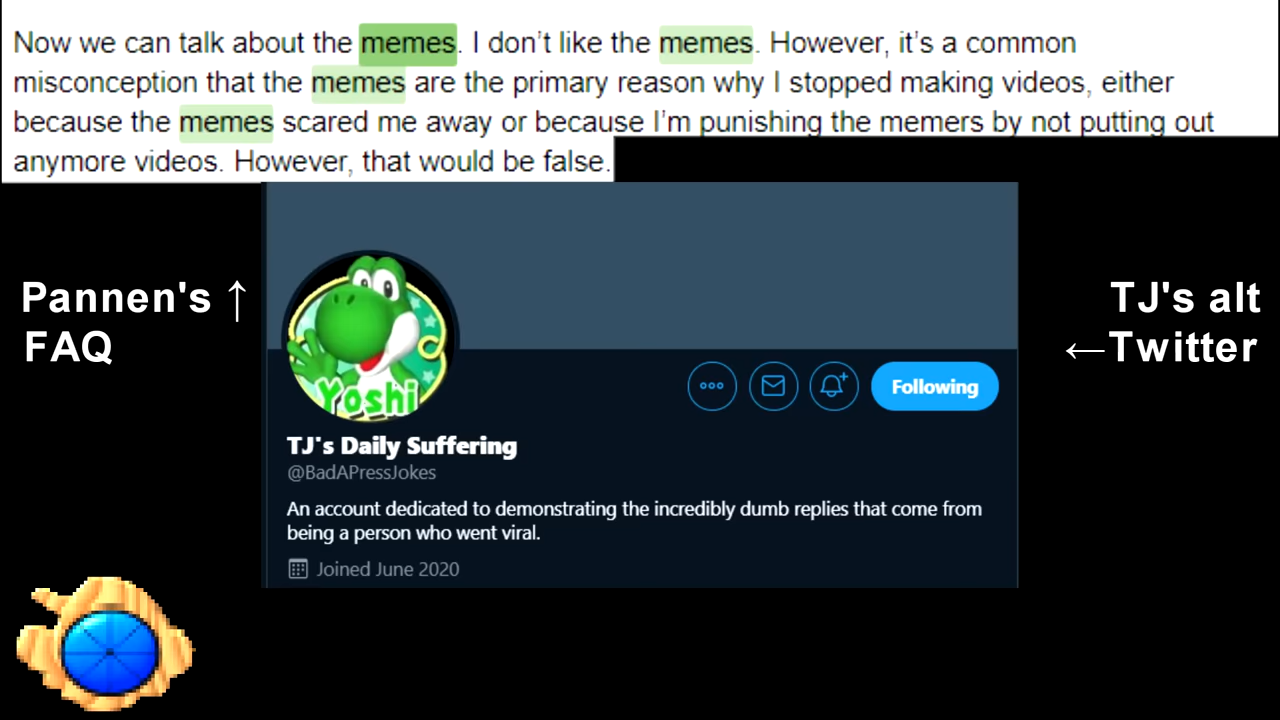 Now we can talk about the memes. I don’t like the memes. However, it’s a common
misconception that the memes are the primary reason why I stopped making videos, either
because the memes scared me away or because I’m punishing the memers by not putting out
anymore videos. However, that would be false.
Pannen's ↑
FAQ
TJ's alt
←Twitter
Yoshi
Following
TJ's Daily Suffering
@BadAPressJokes
An account dedicated to demonstrating the incredibly dumb replies that come from
being a person who went viral.
Joined June 2020